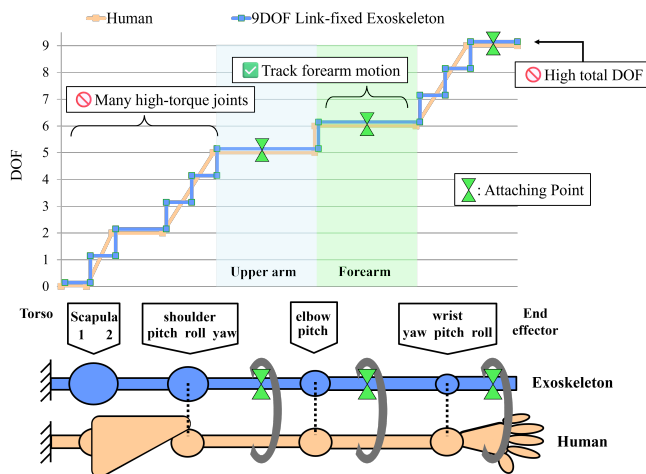 Human
9DOF Link-fixed Exoskeleton
9
8
7
6
5
4
3
2
1
0
DOF
Track forearm motion
Many high-torque joints
High total DOF
: Attaching Point
Upper arm
Forearm
Torso
Scapula
1 2
shoulder
pitch roll yaw
elbow
pitch
wrist
yaw pitch roll
End
effector
Exoskeleton
Human